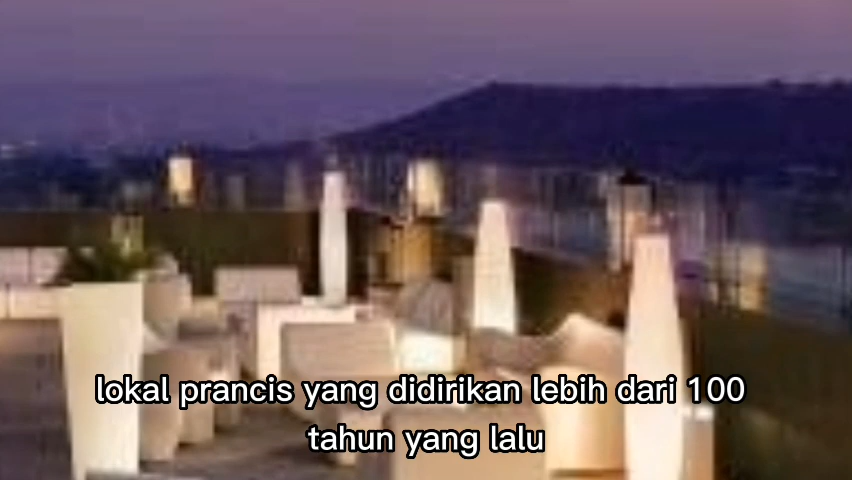 lokal prancis yang didirikan lebih dari 100
tahun yang lalu